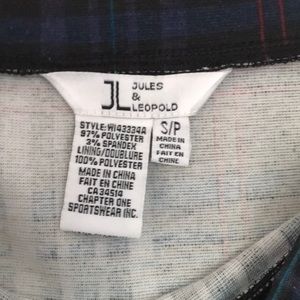 JL JULES
&
LEOPOLD
STYLE:WI43334A
97% POLYESTER
3% SPANDEX
LINING/DOUBLURE
100% POLYESTER
MADE IN CHINA
FAIT EN CHINE
CA34514
CHAPTER ONE
SPORTSWEAR INC.
S/P
MADE IN
CHINA
FAIT EN
CHINE